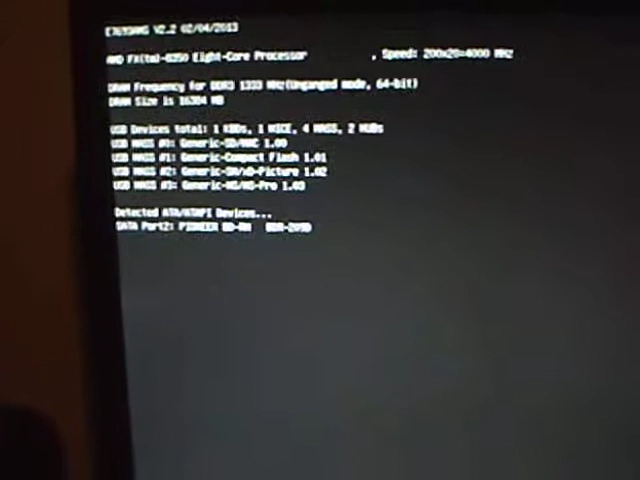 E7693AMS V2.2 02/04/2013
AMD FX(tm)-8350 Eight-Core Processor , Speed: 200x20=4000 MHz
DRAM Frequency for DDR3 1333 MHz(Unganged mode, 64-bit)
DRAM Size is 16384 MB
USB Devices total: 1 KBDs, 1 MICE, 4 MASS, 2 HUBs
USB MASS #0: Generic-SD/MMC 1.00
USB MASS #1: Generic-Compact Flash 1.01
USB MASS #2: Generic-SM/xD-Picture 1.02
USB MASS #3: Generic-MS/MS-Pro 1.03
Detected ATA/ATAPI Devices...
SATA Port2: PIONEER BD-RW